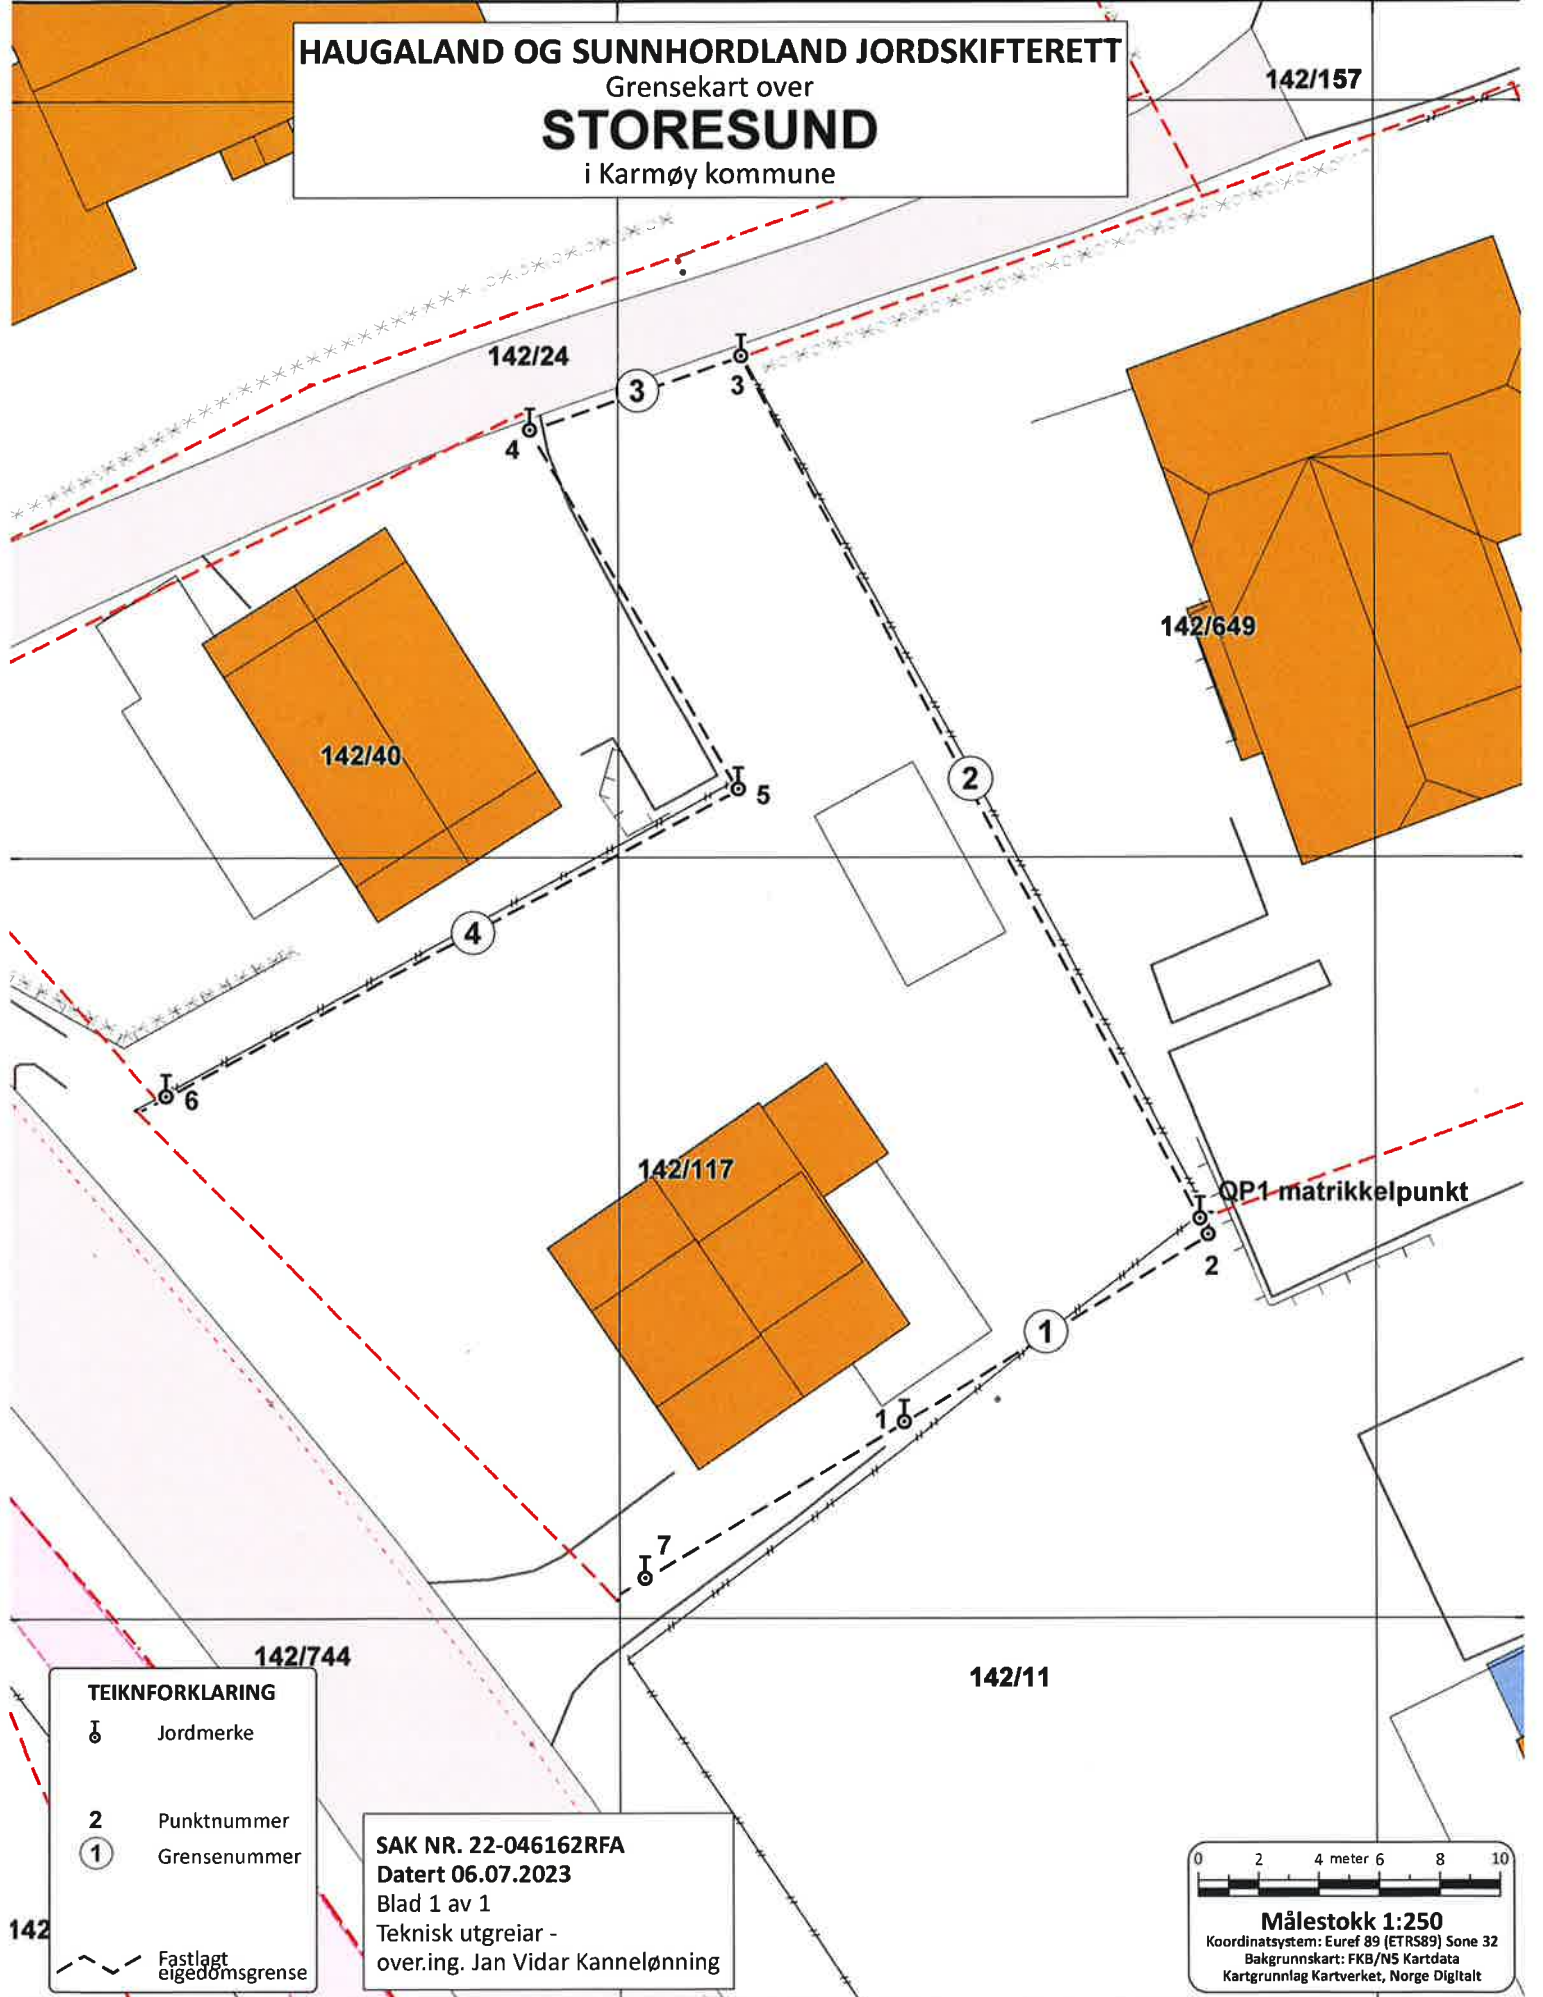 HAUGALAND OG SUNNHORDLAND JORDSKIFTERETT
Grensekart over
STORESUND
i Karmøy kommune
142/157
142/24
3
3
4
142/649
142/40
2
5
4
6
142/117
QP1 matrikkelpunkt
2
1
1
7
142/744
142/11
TEIKNFORKLARING
Jordmerke
2 Punktnummer
1 Grensenummer
Fastlagt
eigedomsgrense
142
SAK NR. 22-046162RFA
Datert 06.07.2023
Blad 1 av 1
Teknisk utgreiar -
over.ing. Jan Vidar Kannelønning
0 2 4 meter 6 8 10
Målestokk 1:250
Koordinatsystem: Euref 89 (ETRS89) Sone 32
Bakgrunnskart: FKB/N5 Kartdata
Kartgrunnlag Kartverket, Norge Digitalt